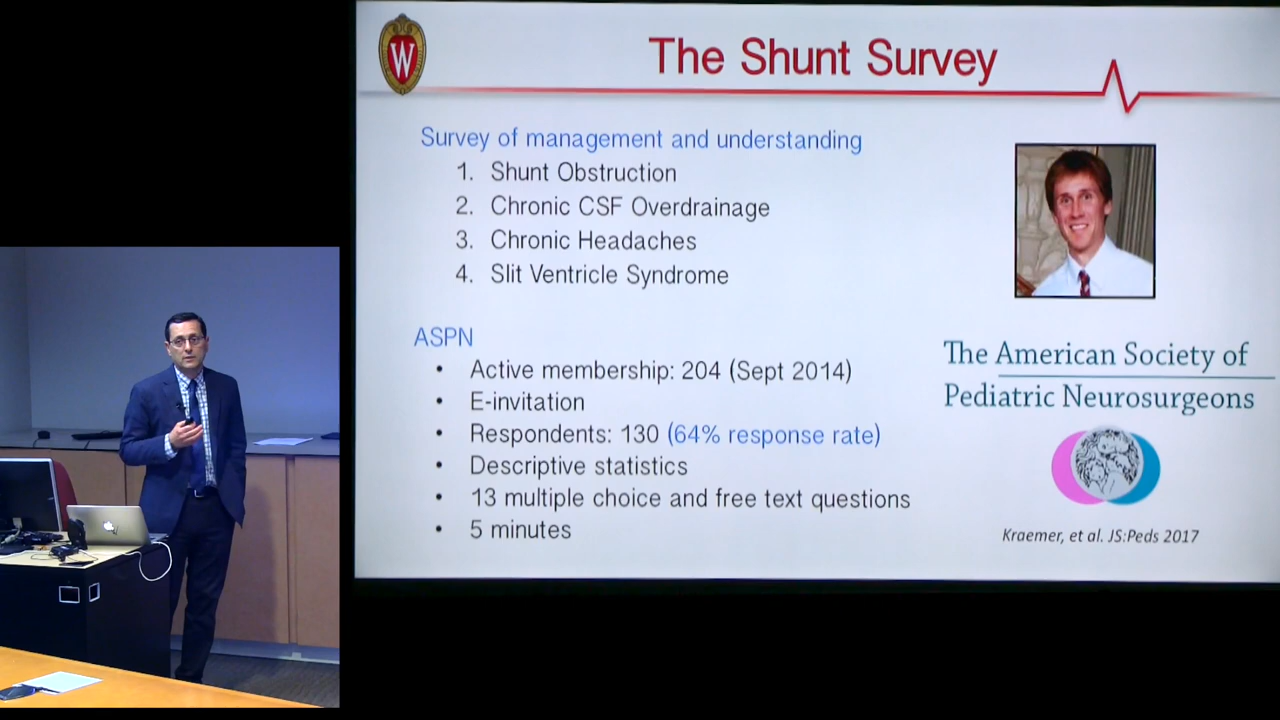 W
The Shunt Survey
Survey of management and understanding
1. Shunt Obstruction
2. Chronic CSF Overdrainage
3. Chronic Headaches
4. Slit Ventricle Syndrome
ASPN
• Active membership: 204 (Sept 2014)
• E-invitation
• Respondents: 130 (64% response rate)
• Descriptive statistics
• 13 multiple choice and free text questions
• 5 minutes
The American Society of
Pediatric Neurosurgeons
Kraemer, et al. JS:Peds 2017